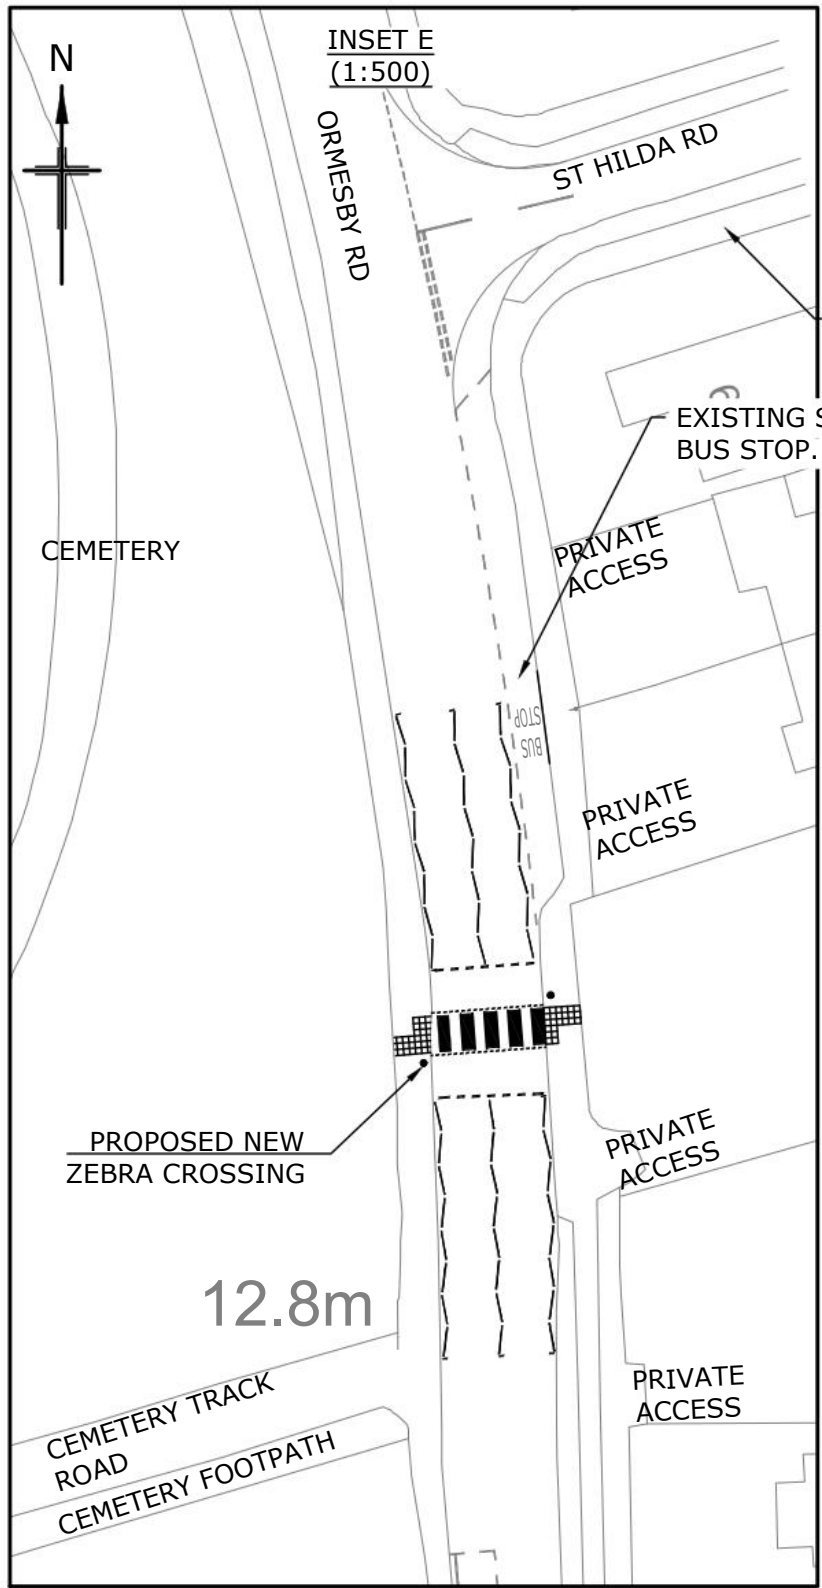 INSET E
(1:500)
N
ORMESBY RD
ST HILDA RD
EXISTING S
BUS STOP.
CEMETERY
PRIVATE
ACCESS
BUS
STOP
PRIVATE
ACCESS
PROPOSED NEW
ZEBRA CROSSING
PRIVATE
ACCESS
12.8m
PRIVATE
ACCESS
CEMETERY TRACK
ROAD
CEMETERY FOOTPATH